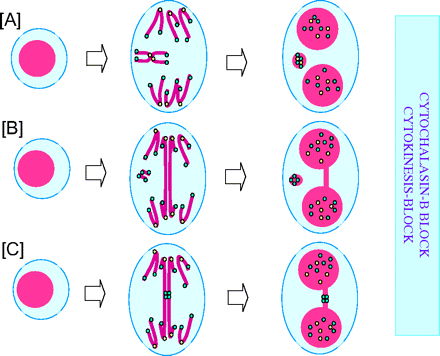 [A]
[B]
[C]
CYTOCHALASIN-B BLOCK
CYTOKINESIS-BLOCK